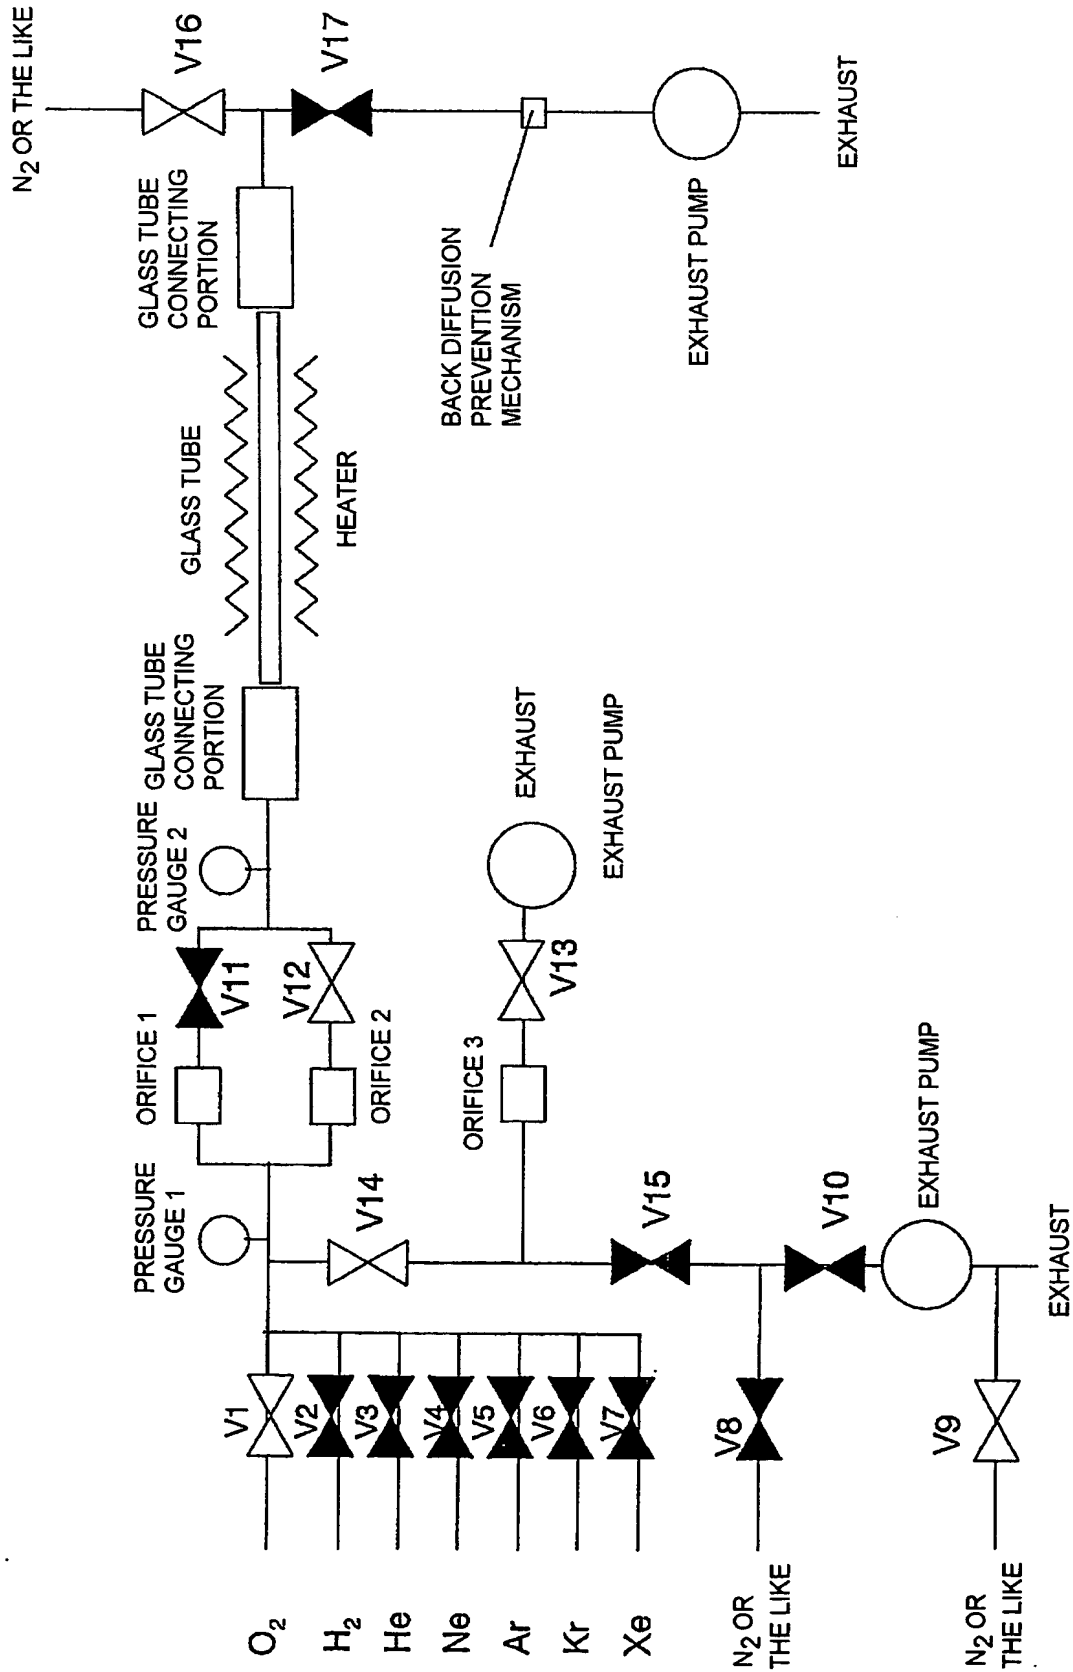 O2
H2
He
Ne
Ar
Kr
Xe
N2 OR
THE LIKE
N2 OR
THE LIKE
V1
V2
V3
V4
V5
V6
V7
V8
V9
PRESSURE
GAUGE 1
V14
V15
V10
EXHAUST PUMP
EXHAUST
ORIFICE 1
ORIFICE 2
ORIFICE 3
V11
V12
V13
PRESSURE
GAUGE 2
EXHAUST
EXHAUST PUMP
GLASS TUBE
CONNECTING
PORTION
GLASS TUBE
HEATER
GLASS TUBE
CONNECTING
PORTION
BACK DIFFUSION
PREVENTION
MECHANISM
N2 OR THE LIKE
V16
V17
EXHAUST PUMP
EXHAUST